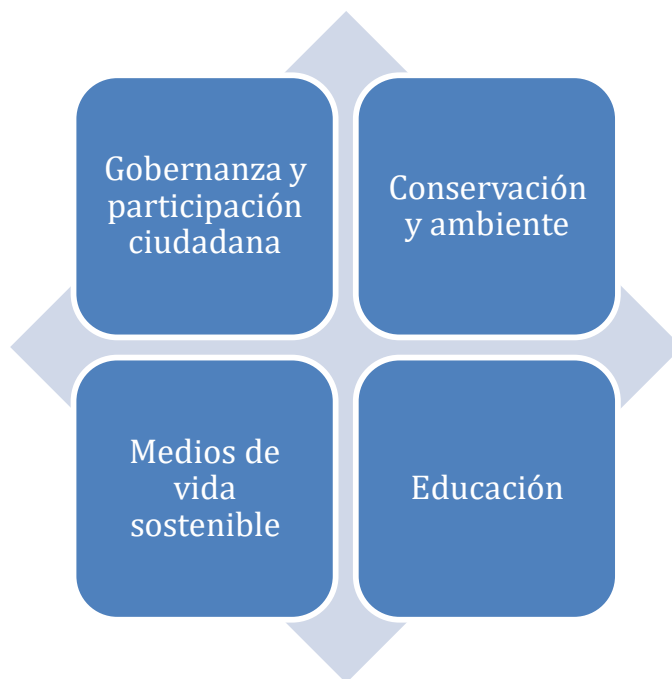 Gobernanza y
participación
ciudadana
Conservación
y ambiente
Medios de
vida
sostenible
Educación